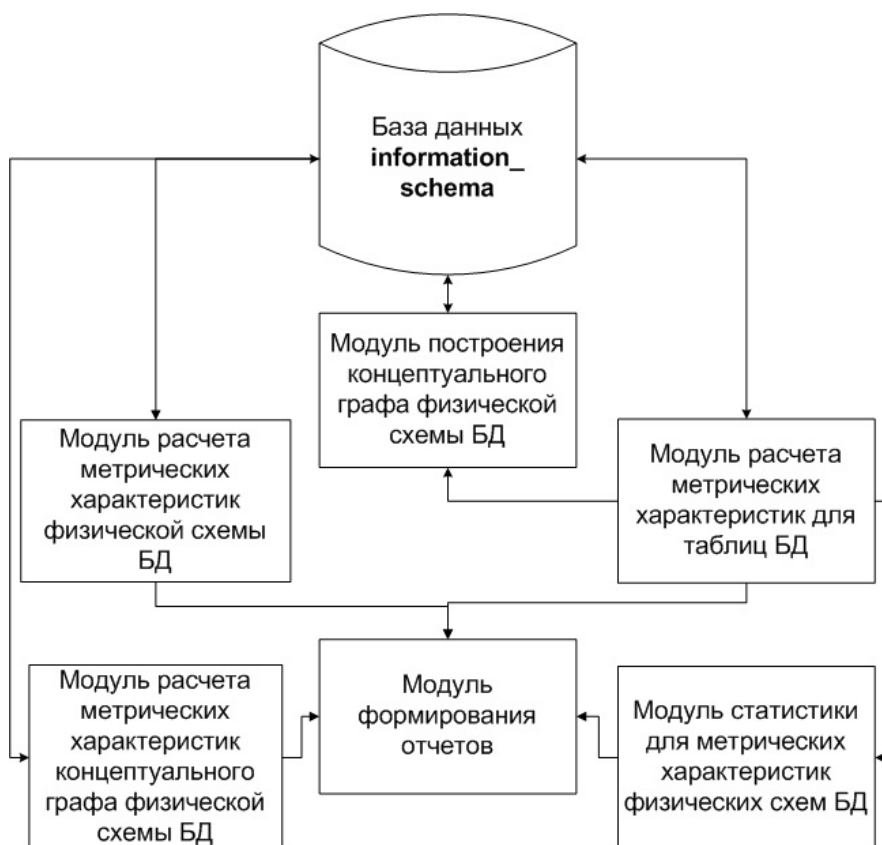 База данных
information_
schema
Модуль построения
концептуального
графа физической
схемы БД
Модуль расчета
метрических
характеристик
физической схемы
БД
Модуль расчета
метрических
характеристик для
таблиц БД
Модуль расчета
метрических
характеристик
концептуального
графа физической
схемы БД
Модуль
формирования
отчетов
Модуль статистики
для метрических
характеристик
физических схем БД